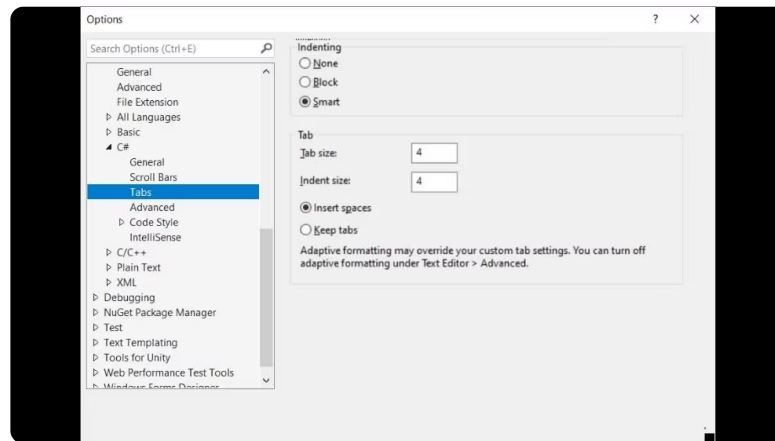 Options
?
Search Options (Ctrl+E)
General
Advanced
File Extension
All Languages
Basic
C#
General
Scroll Bars
Tabs
Advanced
Code Style
IntelliSense
C/C++
Plain Text
XML
Debugging
NuGet Package Manager
Test
Text Templating
Tools for Unity
Web Performance Test Tools
Windows Forms Designer
Indenting
None
Block
Smart
Tab
Tab size:
4
Indent size:
4
Insert spaces
Keep tabs
Adaptive formatting may override your custom tab settings. You can turn off
adaptive formatting under Text Editor > Advanced.